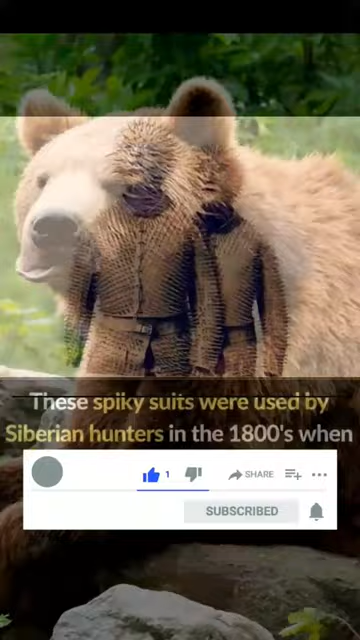 These spiky suits were used by
Siberian hunters in the 1800's when
1 SHARE
SUBSCRIBED